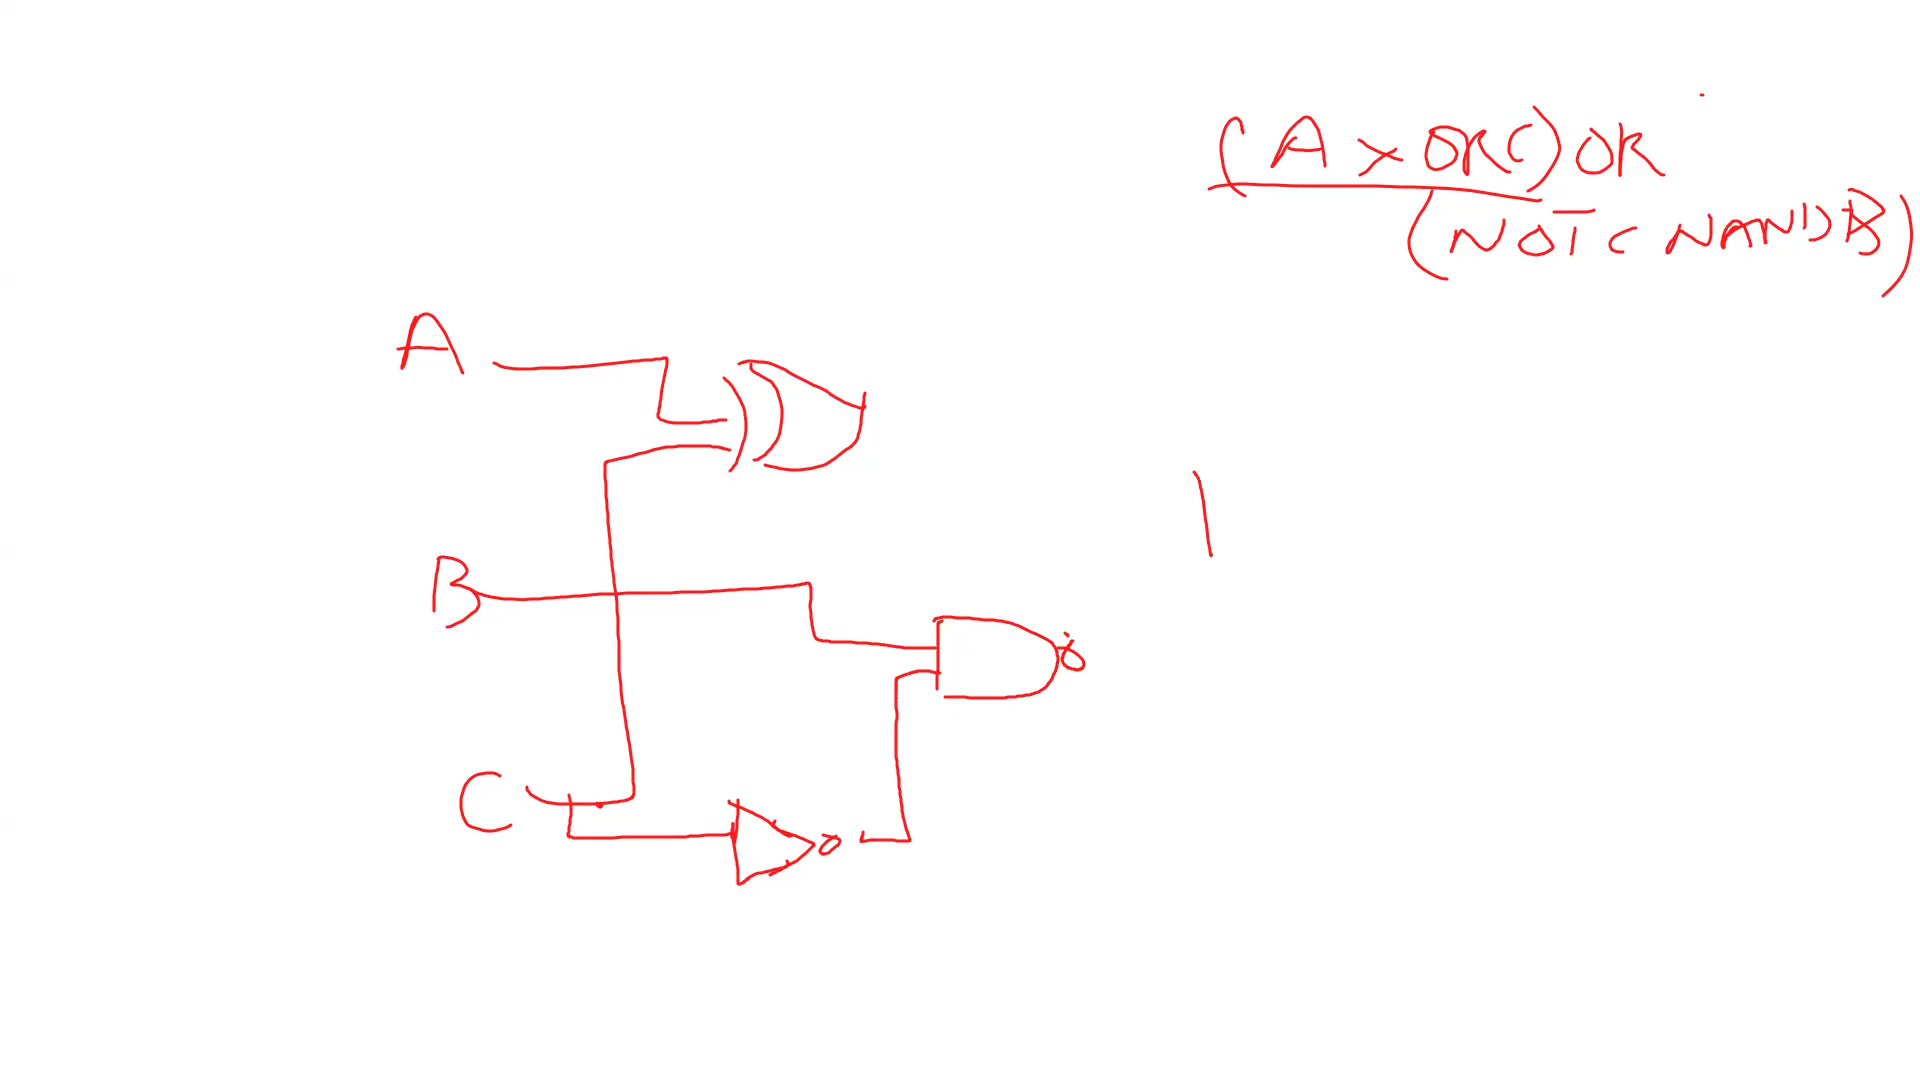 (A XOR C) OR
(NOT C NAND B)
A
B
C